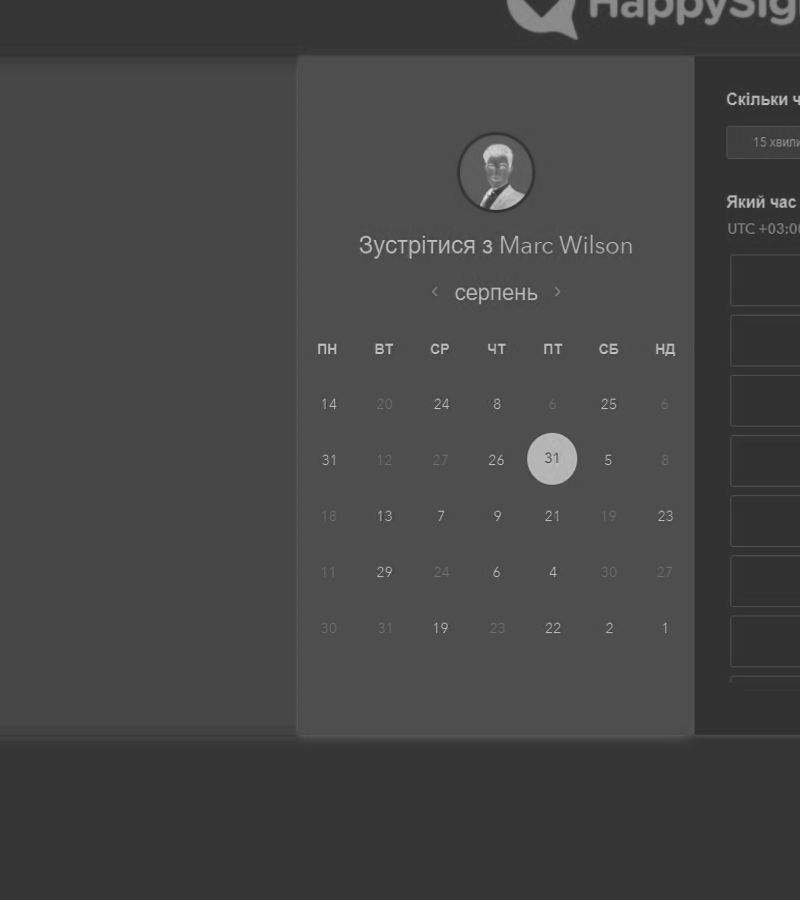 HappySig
Зустрітися з Marc Wilson
‹ серпень ›
ПН ВТ СР ЧТ ПТ СБ НД
14 20 24 8 6 25 6
31 12 27 26 31 5 8
18 13 7 9 21 19 23
11 29 24 6 4 30 27
30 31 19 23 22 2 1
Скільки ч
15 хвили
Який час
UTC +03:00